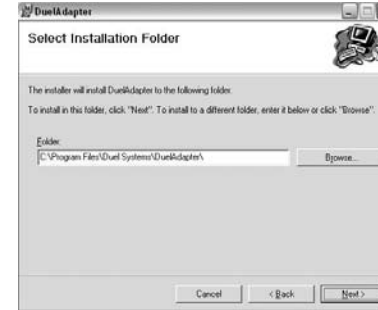 DuelAdapter
Select Installation Folder
The installer will install DuelAdapter to the following folder.
To install in this folder, click "Next". To install to a different folder, enter it below or click "Browse".
Folder:
C:\Program Files\Duel Systems\DuelAdapter\
Browse...
Cancel
< Back
Next >